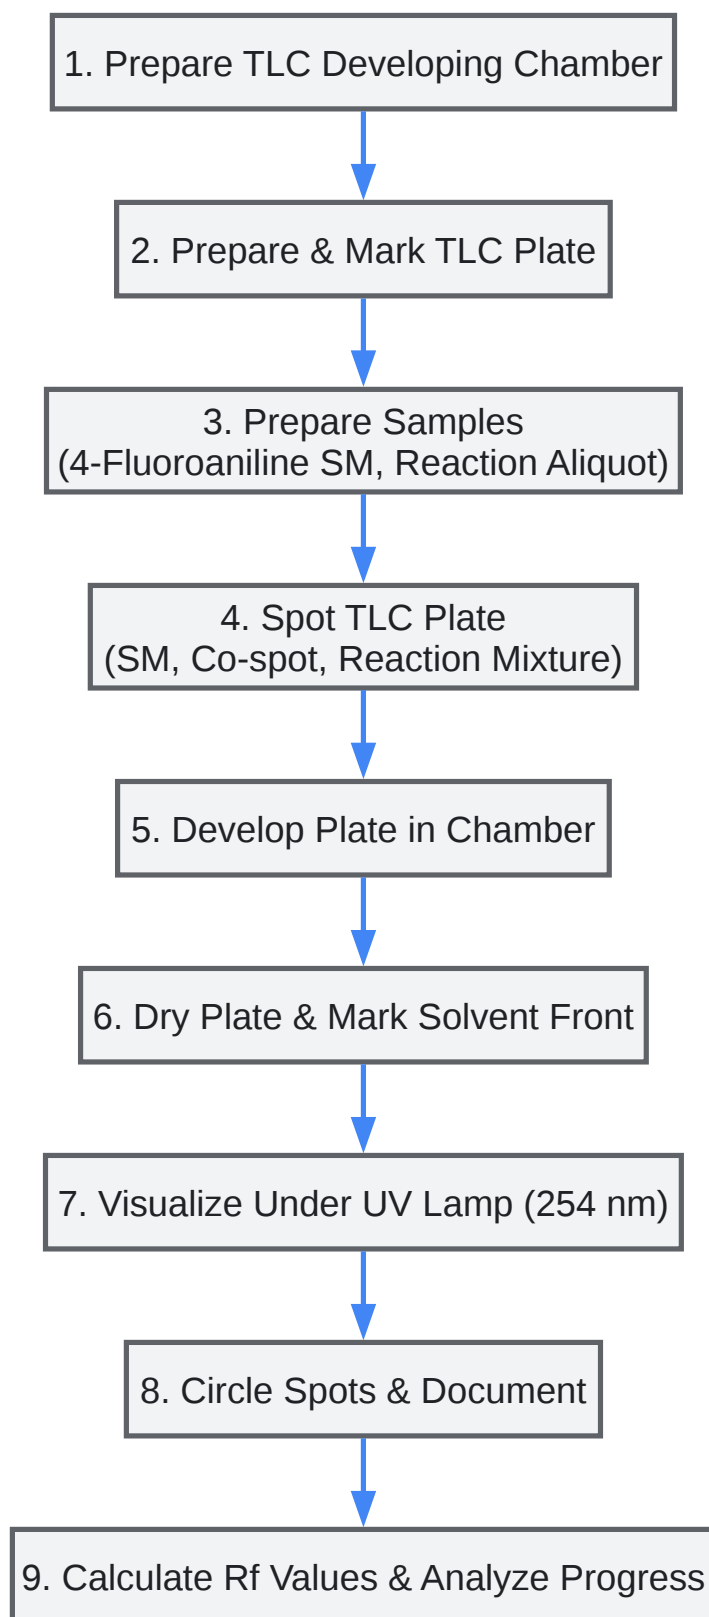 1. Prepare TLC Developing Chamber
2. Prepare & Mark TLC Plate
3. Prepare Samples
(4-Fluoroaniline SM, Reaction Aliquot)
4. Spot TLC Plate
(SM, Co-spot, Reaction Mixture)
5. Develop Plate in Chamber
6. Dry Plate & Mark Solvent Front
7. Visualize Under UV Lamp (254 nm)
8. Circle Spots & Document
9. Calculate Rf Values & Analyze Progress